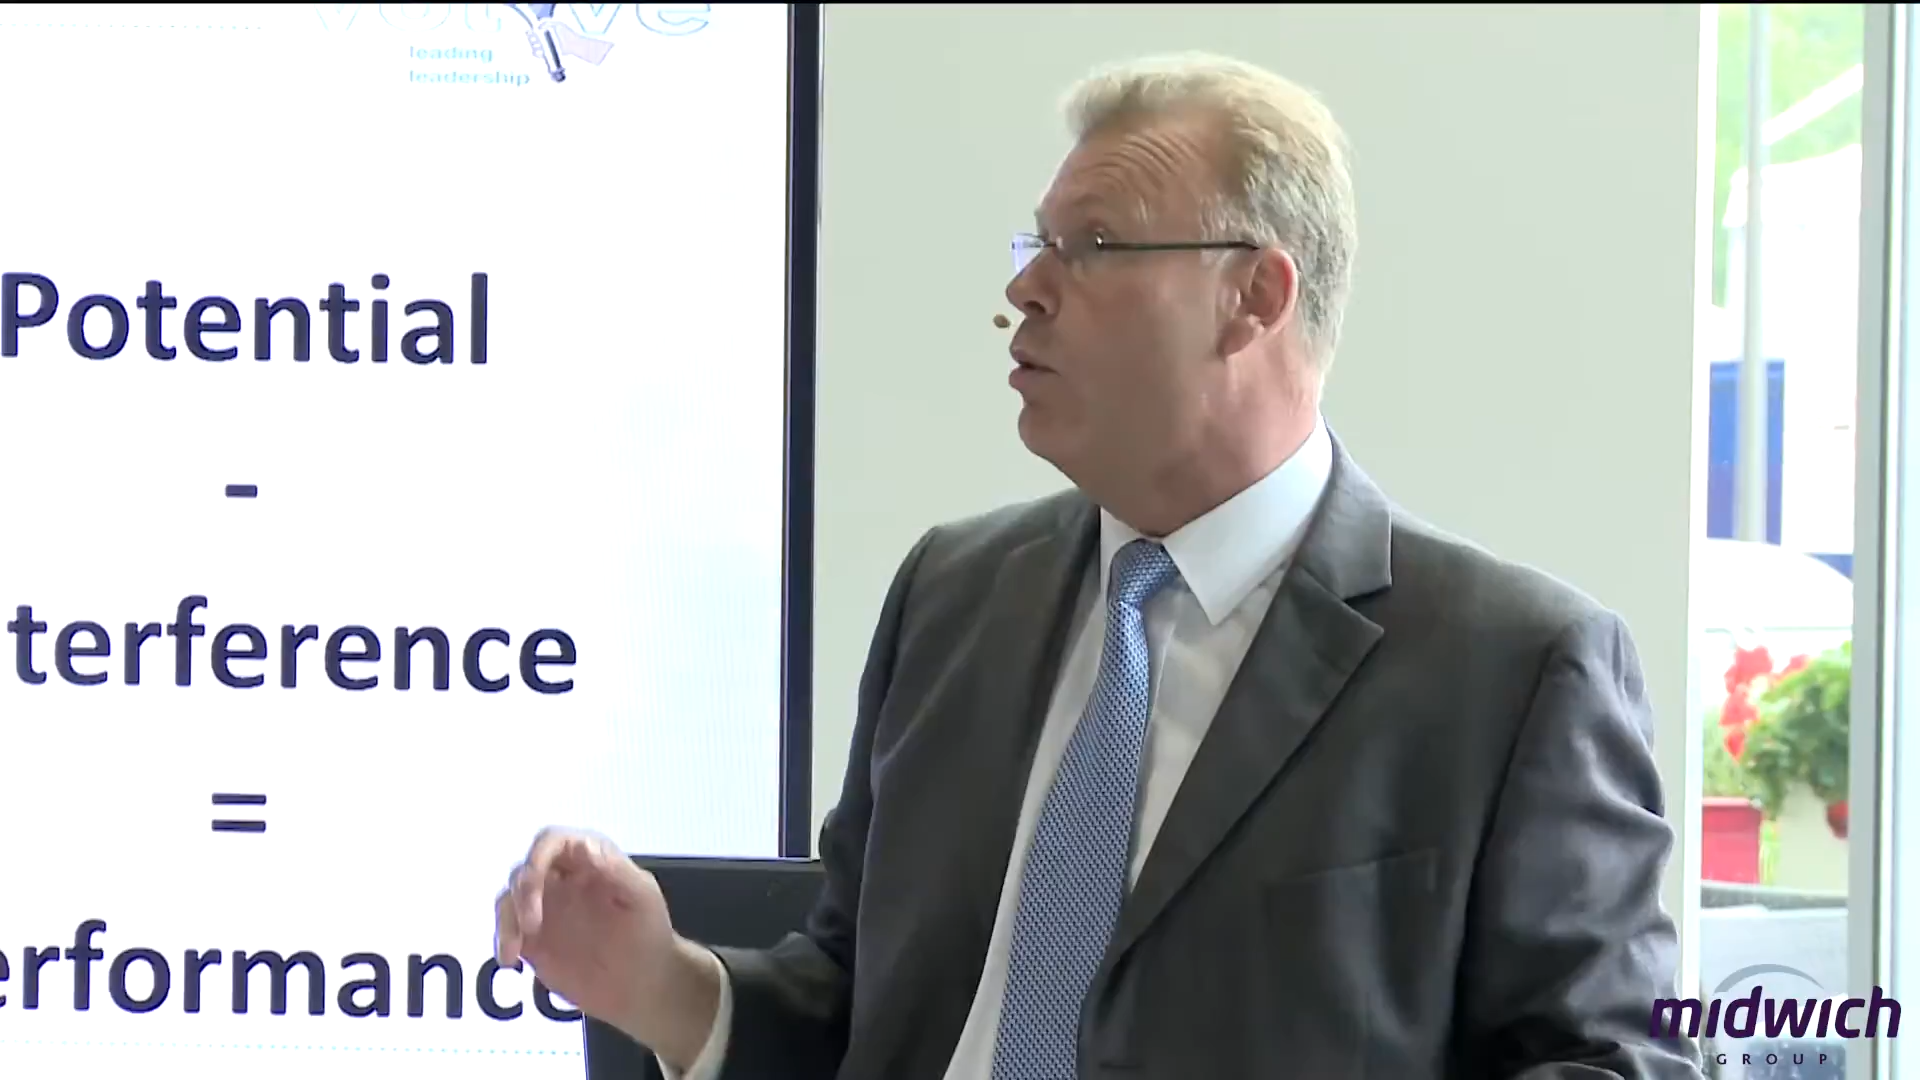 leading
leadership
Potential
-
terference
=
erformance
midwich
GROUP